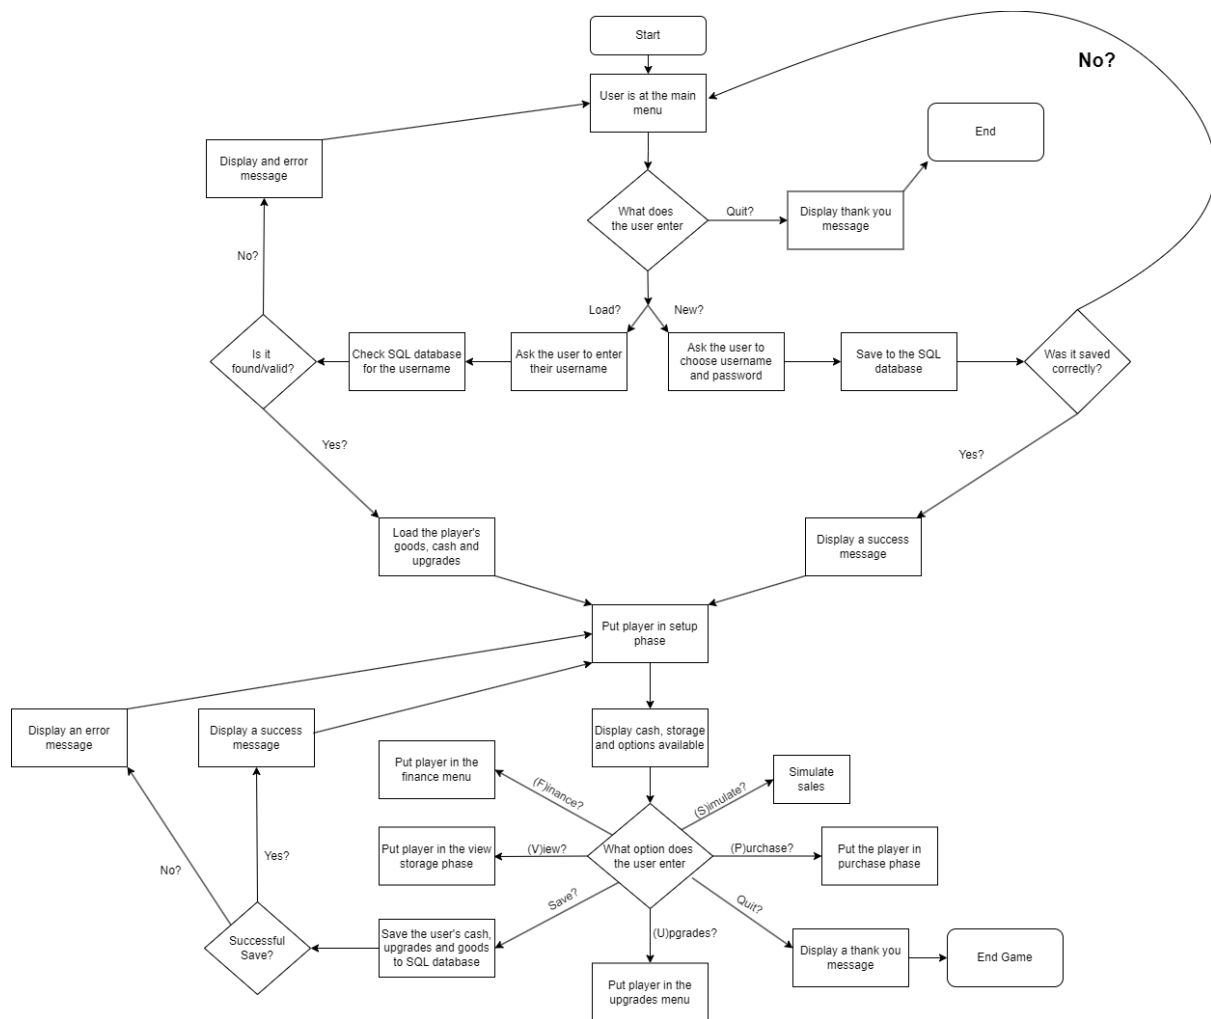 Start
No?
User is at the main
menu
End
Display and error
message
What does
the user enter
Quit?
Display thank you
message
No?
Load?
New?
Is it
found/valid?
Check SQL database
for the username
Ask the user to enter
their username
Ask the user to
choose username
and password
Save to the SQL
database
Was it saved
correctly?
Yes?
Yes?
Load the player's
goods, cash and
upgrades
Display a success
message
Put player in setup
phase
Display an error
message
Display a success
message
Display cash, storage
and options available
Put player in the
finance menu
(F)inance?
(S)imulate?
Simulate
sales
Put player in the view
storage phase
(V)iew?
What option does
the user enter
(P)urchase?
Put the player in
purchase phase
No?
Yes?
Save?
Quit?
Successful
Save?
Save the user's cash,
upgrades and goods
to SQL database
(U)pgrades?
Display a thank you
message
End Game
Put player in the
upgrades menu